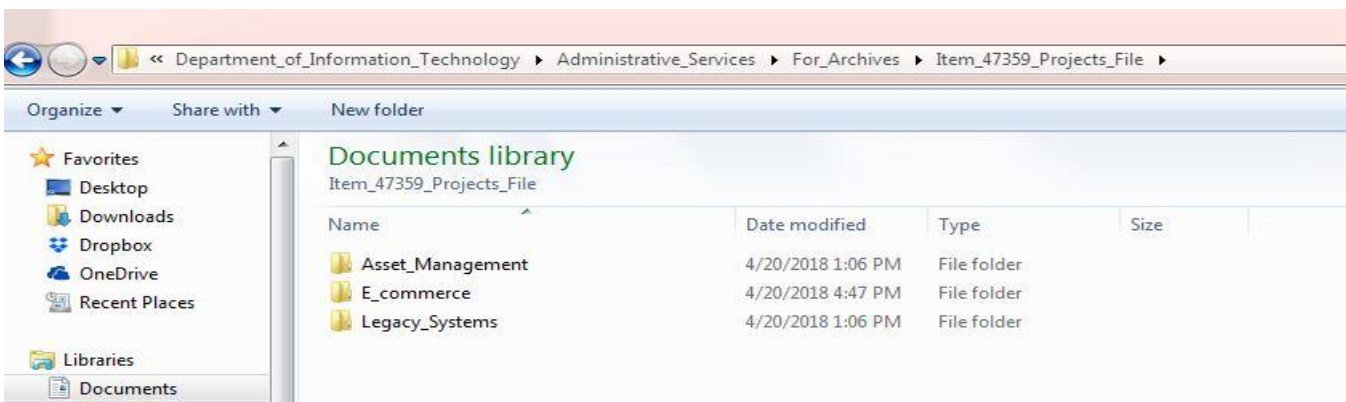 « Department_of_Information_Technology ▸ Administrative_Services ▸ For_Archives ▸ Item_47359_Projects_File ▸
Organize ▾ Share with ▾ New folder
Favorites
Desktop
Downloads
Dropbox
OneDrive
Recent Places
Libraries
Documents
Documents library
Item_47359_Projects_File
Name Date modified Type Size
Asset_Management 4/20/2018 1:06 PM File folder
E_commerce 4/20/2018 4:47 PM File folder
Legacy_Systems 4/20/2018 1:06 PM File folder